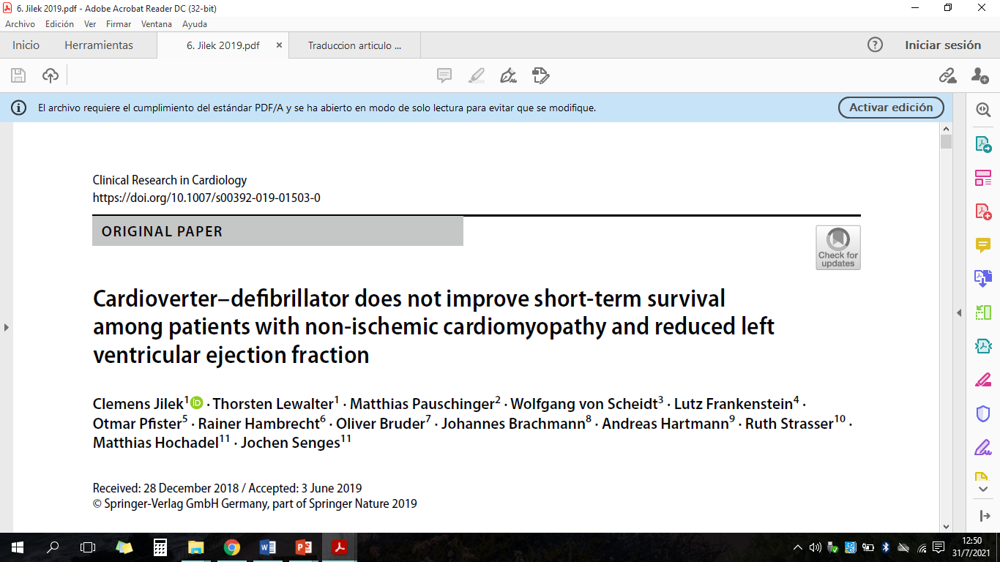 6. Jilek 2019.pdf - Adobe Acrobat Reader DC (32-bit)
Archivo Edición Ver Firmar Ventana Ayuda
Inicio Herramientas 6. Jilek 2019.pdf × Traduccion articulo ... ? Iniciar sesión
El archivo requiere el cumplimiento del estándar PDF/A y se ha abierto en modo de solo lectura para evitar que se modifique. Activar edición
Clinical Research in Cardiology
https://doi.org/10.1007/s00392-019-01503-0
ORIGINAL PAPER
Check for
updates
Cardioverter–defibrillator does not improve short-term survival
among patients with non-ischemic cardiomyopathy and reduced left
ventricular ejection fraction
Clemens Jilek¹ iD · Thorsten Lewalter¹ · Matthias Pauschinger² · Wolfgang von Scheidt³ · Lutz Frankenstein⁴ ·
Otmar Pfister⁵ · Rainer Hambrecht⁶ · Oliver Bruder⁷ · Johannes Brachmann⁸ · Andreas Hartmann⁹ · Ruth Strasser¹⁰ ·
Matthias Hochadel¹¹ · Jochen Senges¹¹
Received: 28 December 2018 / Accepted: 3 June 2019
© Springer-Verlag GmbH Germany, part of Springer Nature 2019
12:50
31/7/2021